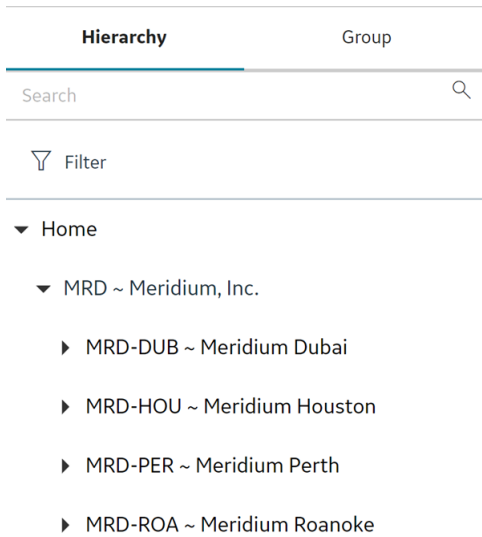 Hierarchy Group
Search
Filter
Home
MRD ~ Meridium, Inc.
MRD-DUB ~ Meridium Dubai
MRD-HOU ~ Meridium Houston
MRD-PER ~ Meridium Perth
MRD-ROA ~ Meridium Roanoke